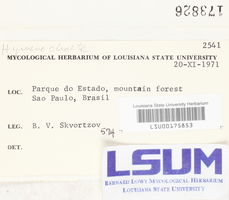 173826
2541
MYCOLOGICAL HERBARIUM OF LOUISIANA STATE UNIVERSITY
20-XI-1971
LOC. Parque do Estado, mountain forest
Sao Paulo, Brasil
Louisiana State University Herbarium
LSU00175853
LEG. B. V. Skvortzov
574
DET.
LSUM
BERNARD LOWY MYCOLOGICAL HERBARIUM
LOUISIANA STATE UNIVERSITY